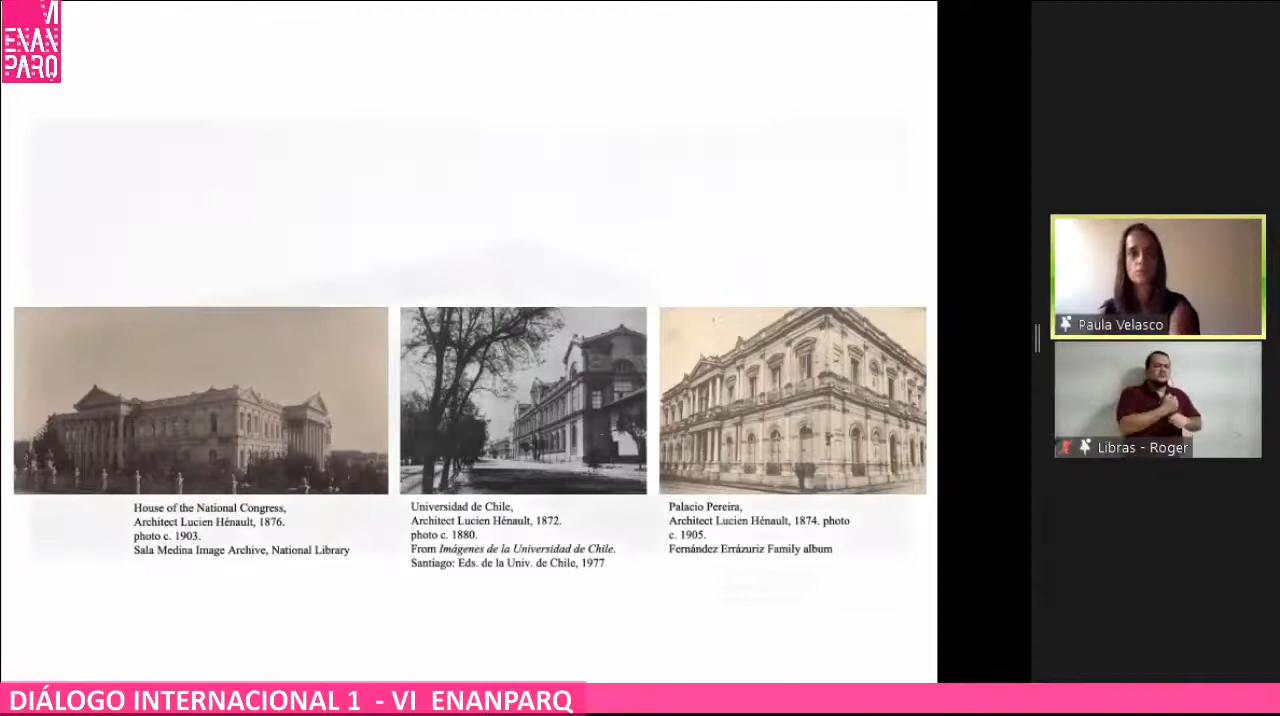 VI
ENAN
PARQ
House of the National Congress,
Architect Lucien Hénault, 1876.
photo c. 1903.
Sala Medina Image Archive, National Library
Universidad de Chile,
Architect Lucien Hénault, 1872.
photo c. 1880.
From Imágenes de la Universidad de Chile.
Santiago: Eds. de la Univ. de Chile, 1977
Palacio Pereira,
Architect Lucien Hénault, 1874. photo
c. 1905.
Fernández Errázuriz Family album
Paula Velasco
Libras - Roger
DIÁLOGO INTERNACIONAL 1 - VI ENANPARQ